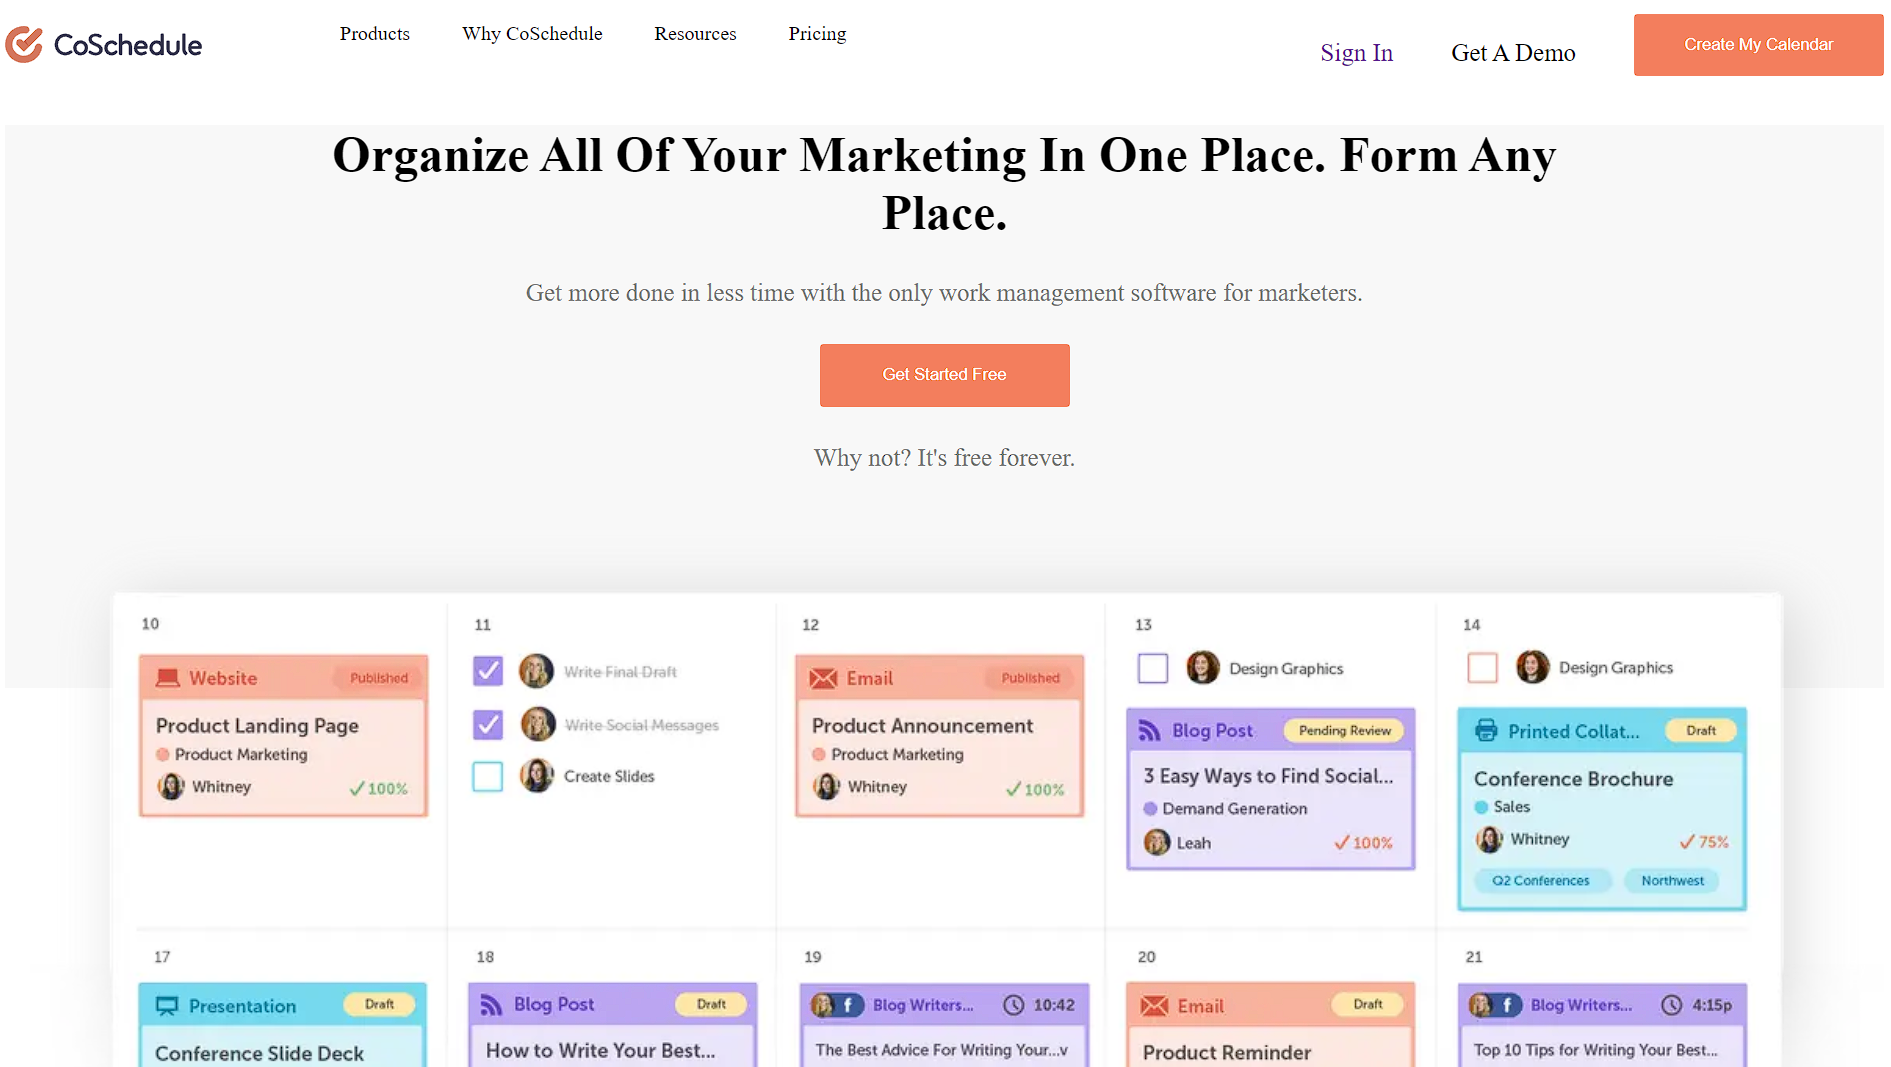 CoSchedule
Products Why CoSchedule Resources Pricing
Sign In Get A Demo Create My Calendar
Organize All Of Your Marketing In One Place. Form Any
Place.
Get more done in less time with the only work management software for marketers.
Get Started Free
Why not? It's free forever.
10
Website Published
Product Landing Page
Product Marketing
Whitney 100%
11
Write Final Draft
Write Social Messages
Create Slides
12
Email Published
Product Announcement
Product Marketing
Whitney 100%
13
Design Graphics
Blog Post Pending Review
3 Easy Ways to Find Social...
Demand Generation
Leah 100%
14
Design Graphics
Printed Collat... Draft
Conference Brochure
Sales
Whitney 75%
Q2 Conferences Northwest
17
Presentation Draft
Conference Slide Deck
18
Blog Post Draft
How to Write Your Best...
19
f Blog Writers... 10:42
The Best Advice For Writing Your...v
20
Email Draft
Product Reminder
21
f Blog Writers... 4:15p
Top 10 Tips for Writing Your Best...